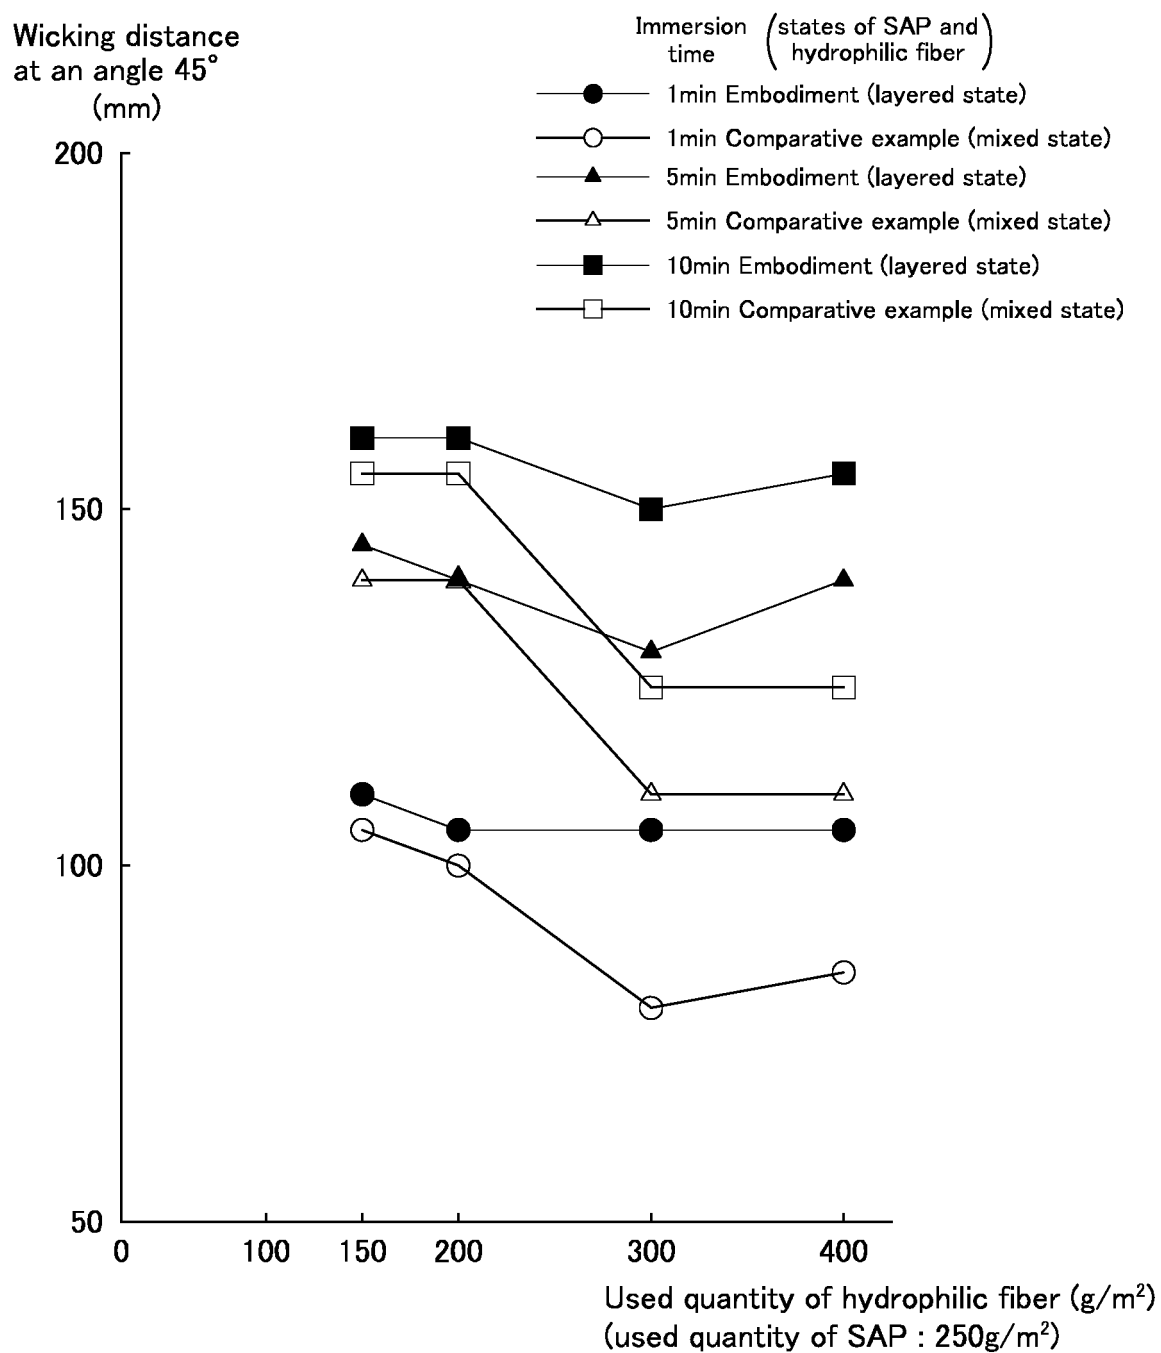 Wicking distance
at an angle 45°
(mm)
Immersion
time
(states of SAP and
hydrophilic fiber)
1min Embodiment (layered state)
1min Comparative example (mixed state)
5min Embodiment (layered state)
5min Comparative example (mixed state)
10min Embodiment (layered state)
10min Comparative example (mixed state)
200
150
100
50
0 100 150 200 300 400
Used quantity of hydrophilic fiber (g/m²)
(used quantity of SAP : 250g/m²)